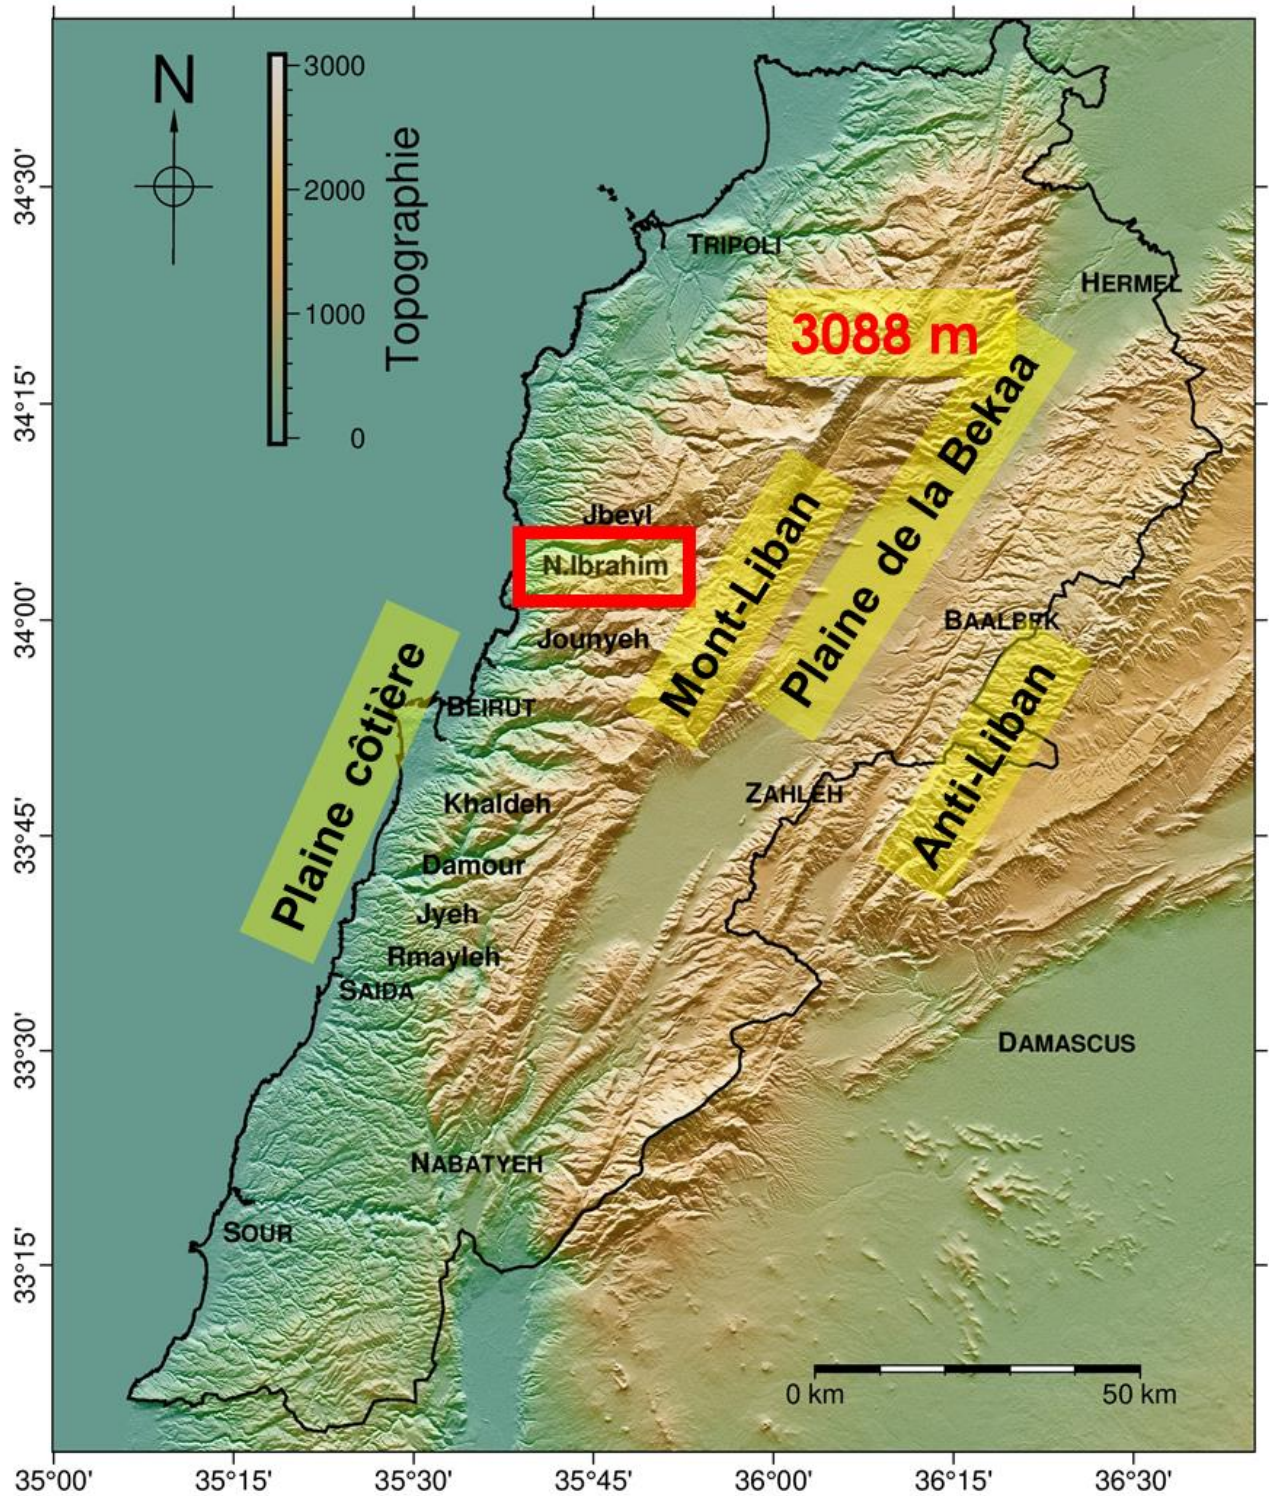 N
3000
2000
1000
0
Topographie
34°30'
34°15'
34°00'
33°45'
33°30'
33°15'
TRIPOLI
HERMEL
3088 m
Plaine de la Bekaa
Mont-Liban
Jbeyl
N.Ibrahim
Jounyeh
BAALBEK
Plaine côtière
BEIRUT
Anti-Liban
ZAHLEH
Khaldeh
Damour
Jyeh
Rmayleh
SAIDA
DAMASCUS
NABATYEH
SOUR
0 km
50 km
35°00'
35°15'
35°30'
35°45'
36°00'
36°15'
36°30'